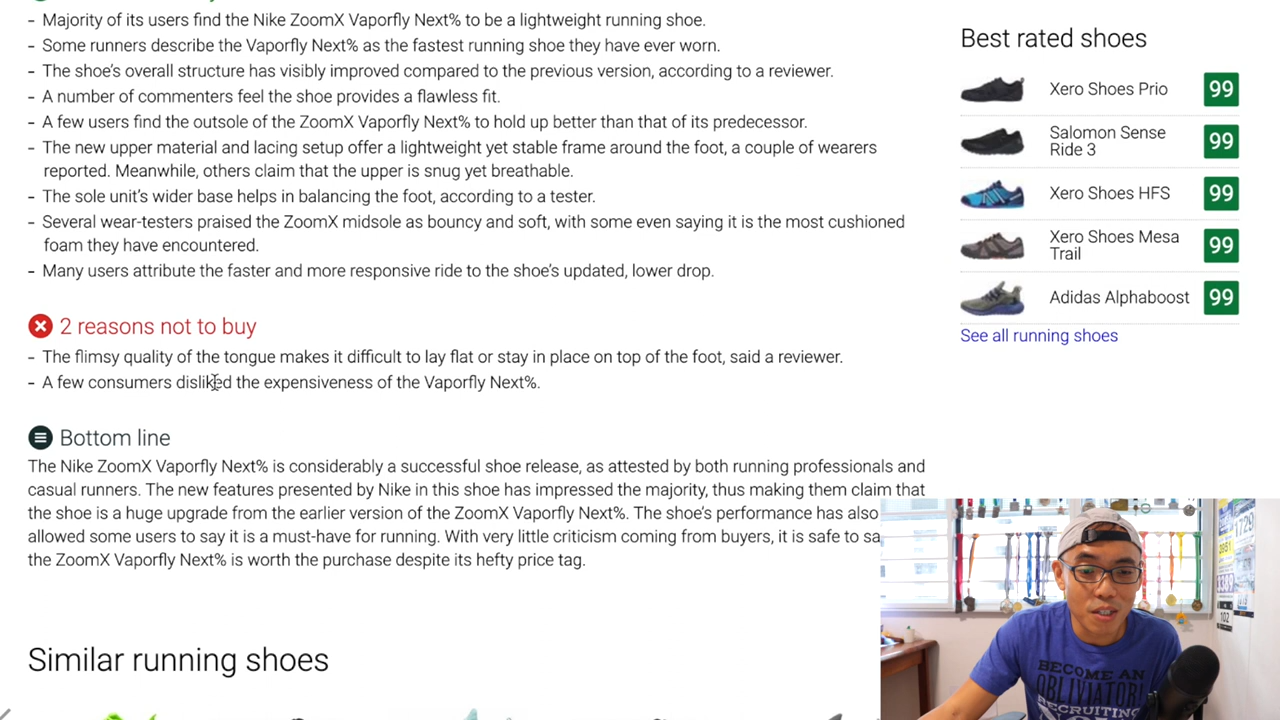 - Majority of its users find the Nike ZoomX Vaporfly Next% to be a lightweight running shoe.
- Some runners describe the Vaporfly Next% as the fastest running shoe they have ever worn.
- The shoe's overall structure has visibly improved compared to the previous version, according to a reviewer.
- A number of commenters feel the shoe provides a flawless fit.
- A few users find the outsole of the ZoomX Vaporfly Next% to hold up better than that of its predecessor.
- The new upper material and lacing setup offer a lightweight yet stable frame around the foot, a couple of wearers
reported. Meanwhile, others claim that the upper is snug yet breathable.
- The sole unit's wider base helps in balancing the foot, according to a tester.
- Several wear-testers praised the ZoomX midsole as bouncy and soft, with some even saying it is the most cushioned
foam they have encountered.
- Many users attribute the faster and more responsive ride to the shoe's updated, lower drop.
2 reasons not to buy
- The flimsy quality of the tongue makes it difficult to lay flat or stay in place on top of the foot, said a reviewer.
- A few consumers disliked the expensiveness of the Vaporfly Next%.
Bottom line
The Nike ZoomX Vaporfly Next% is considerably a successful shoe release, as attested by both running professionals and
casual runners. The new features presented by Nike in this shoe has impressed the majority, thus making them claim that
the shoe is a huge upgrade from the earlier version of the ZoomX Vaporfly Next%. The shoe's performance has also
allowed some users to say it is a must-have for running. With very little criticism coming from buyers, it is safe to sa
the ZoomX Vaporfly Next% is worth the purchase despite its hefty price tag.
Similar running shoes
Best rated shoes
Xero Shoes Prio 99
Salomon Sense
Ride 3 99
Xero Shoes HFS 99
Xero Shoes Mesa
Trail 99
Adidas Alphaboost 99
See all running shoes
BECOME AN
OBLIVIATOR!
RECRUITING
1729
102